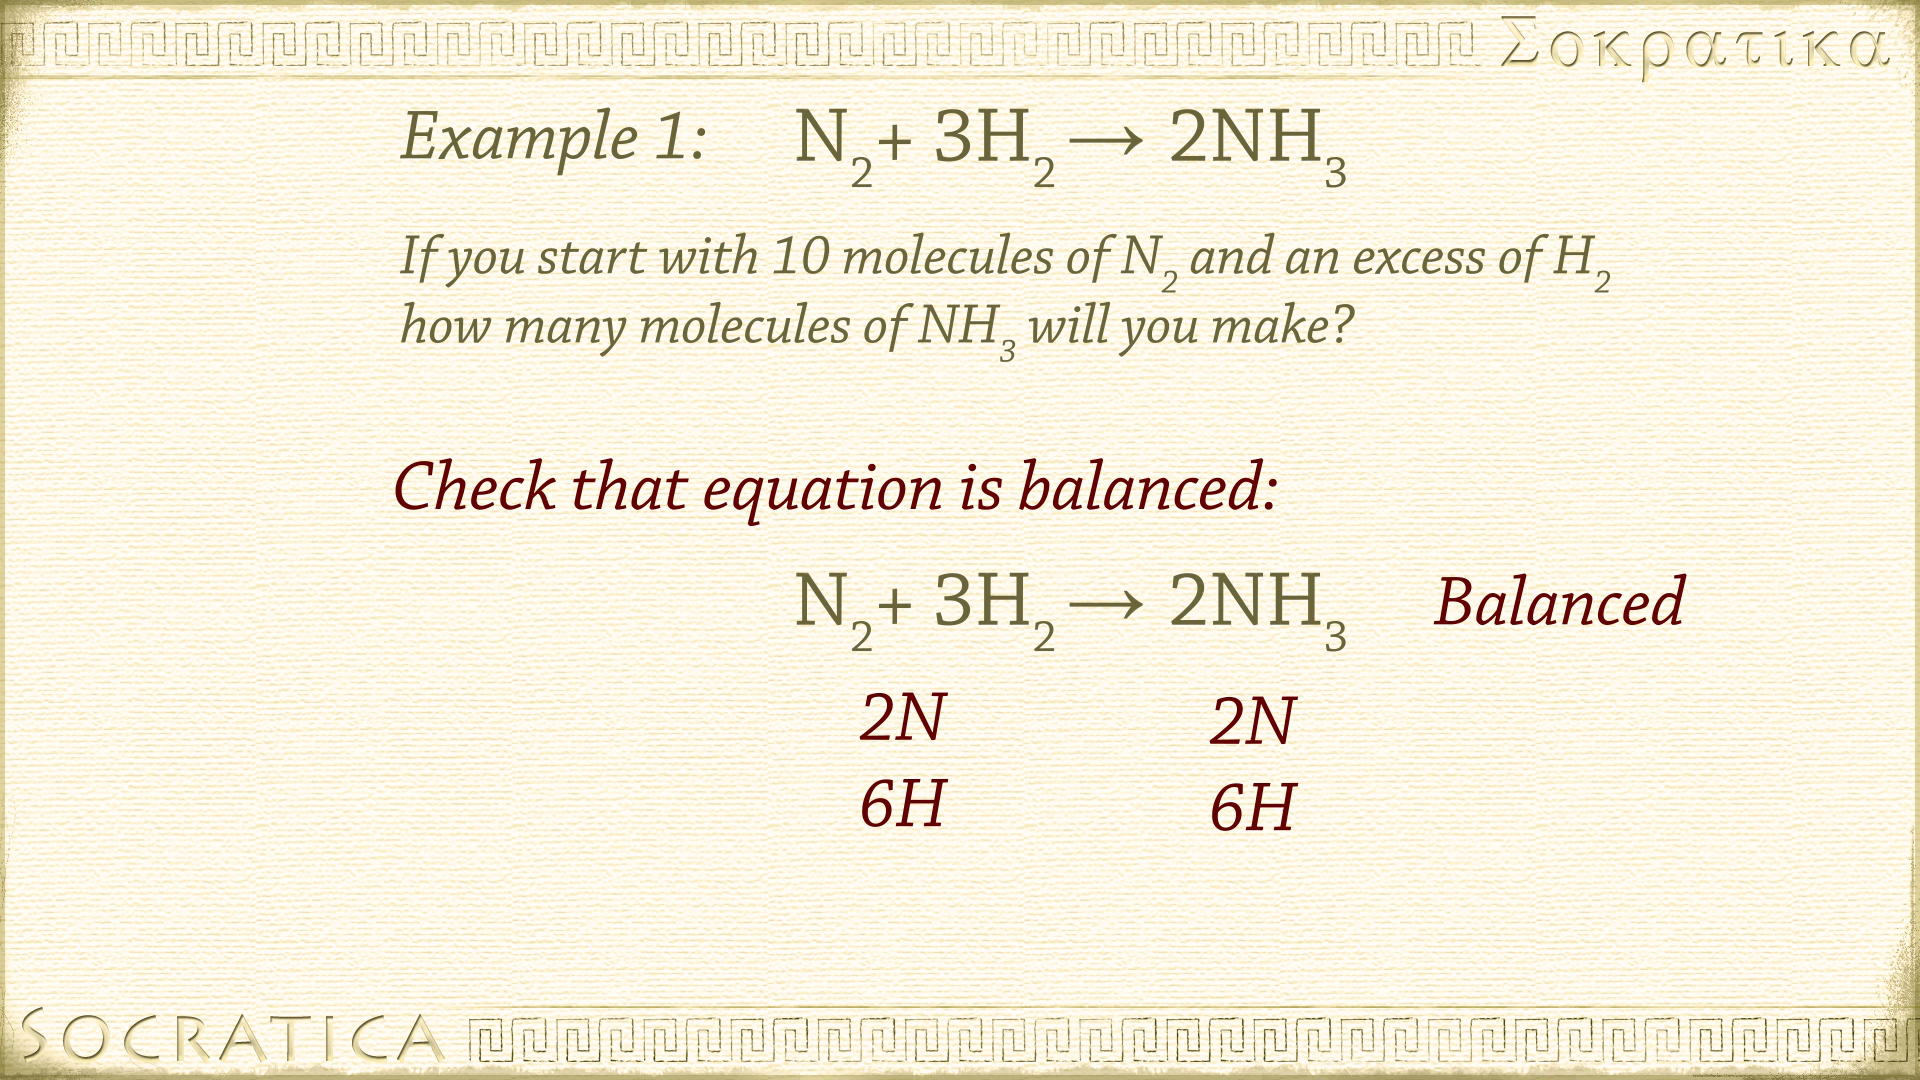 Σοκρατικα
Example 1: N₂+ 3H₂ → 2NH₃
If you start with 10 molecules of N₂ and an excess of H₂
how many molecules of NH₃ will you make?
Check that equation is balanced:
N₂+ 3H₂ → 2NH₃ Balanced
2N 2N
6H 6H
SOCRATICA